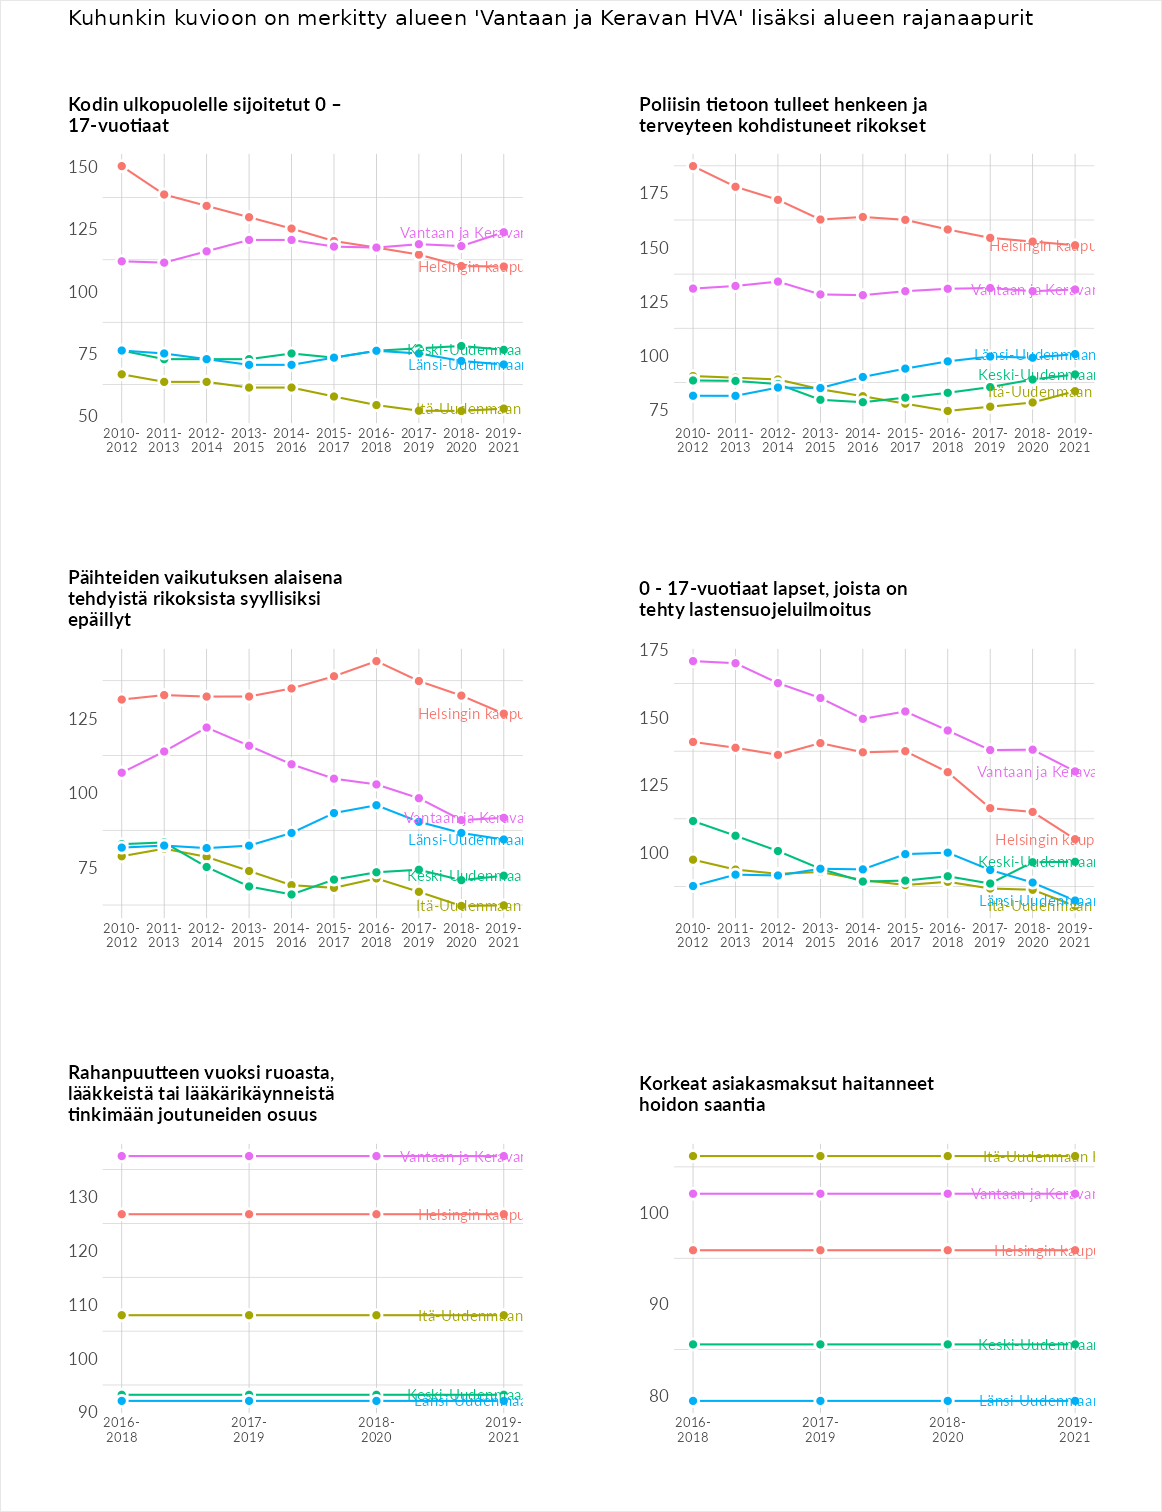 Kuhunkin kuvioon on merkitty alueen 'Vantaan ja Keravan HVA' lisäksi alueen rajanaapurit
Kodin ulkopuolelle sijoitetut 0 –
17-vuotiaat
150
125
100
75
50
Vantaan ja Keravan
Helsingin kaupu
Keski-Uudenmaa
Länsi-Uudenmaan
Itä-Uudenmaan
2010- 2011- 2012- 2013- 2014- 2015- 2016- 2017- 2018- 2019-
2012 2013 2014 2015 2016 2017 2018 2019 2020 2021
Poliisin tietoon tulleet henkeen ja
terveyteen kohdistuneet rikokset
175
150
125
100
75
Helsingin kaupu
Vantaan ja Keravan
Länsi-Uudenmaan
Keski-Uudenmaan
Itä-Uudenmaan
2010- 2011- 2012- 2013- 2014- 2015- 2016- 2017- 2018- 2019-
2012 2013 2014 2015 2016 2017 2018 2019 2020 2021
Päihteiden vaikutuksen alaisena
tehdyistä rikoksista syyllisiksi
epäillyt
125
100
75
Helsingin kaupu
Vantaan ja Kerava
Länsi-Uudenmaan
Keski-Uudenmaa
Itä-Uudenmaan
2010- 2011- 2012- 2013- 2014- 2015- 2016- 2017- 2018- 2019-
2012 2013 2014 2015 2016 2017 2018 2019 2020 2021
0 - 17-vuotiaat lapset, joista on
tehty lastensuojeluilmoitus
175
150
125
100
Vantaan ja Kerava
Helsingin kaup
Keski-Uudenmaan
Länsi-Uudenmaan
Itä-Uudenmaan
2010- 2011- 2012- 2013- 2014- 2015- 2016- 2017- 2018- 2019-
2012 2013 2014 2015 2016 2017 2018 2019 2020 2021
Rahanpuutteen vuoksi ruoasta,
lääkkeistä tai lääkärikäynneistä
tinkimään joutuneiden osuus
130
120
110
100
90
Vantaan ja Keravan
Helsingin kaupu
Itä-Uudenmaan
Keski-Uudenmaa
Länsi-Uudenmaa
2016- 2017- 2018- 2019-
2018 2019 2020 2021
Korkeat asiakasmaksut haitanneet
hoidon saantia
100
90
80
Itä-Uudenmaan
Vantaan ja Keravan
Helsingin kaupu
Keski-Uudenmaan
Länsi-Uudenmaan
2016- 2017- 2018- 2019-
2018 2019 2020 2021